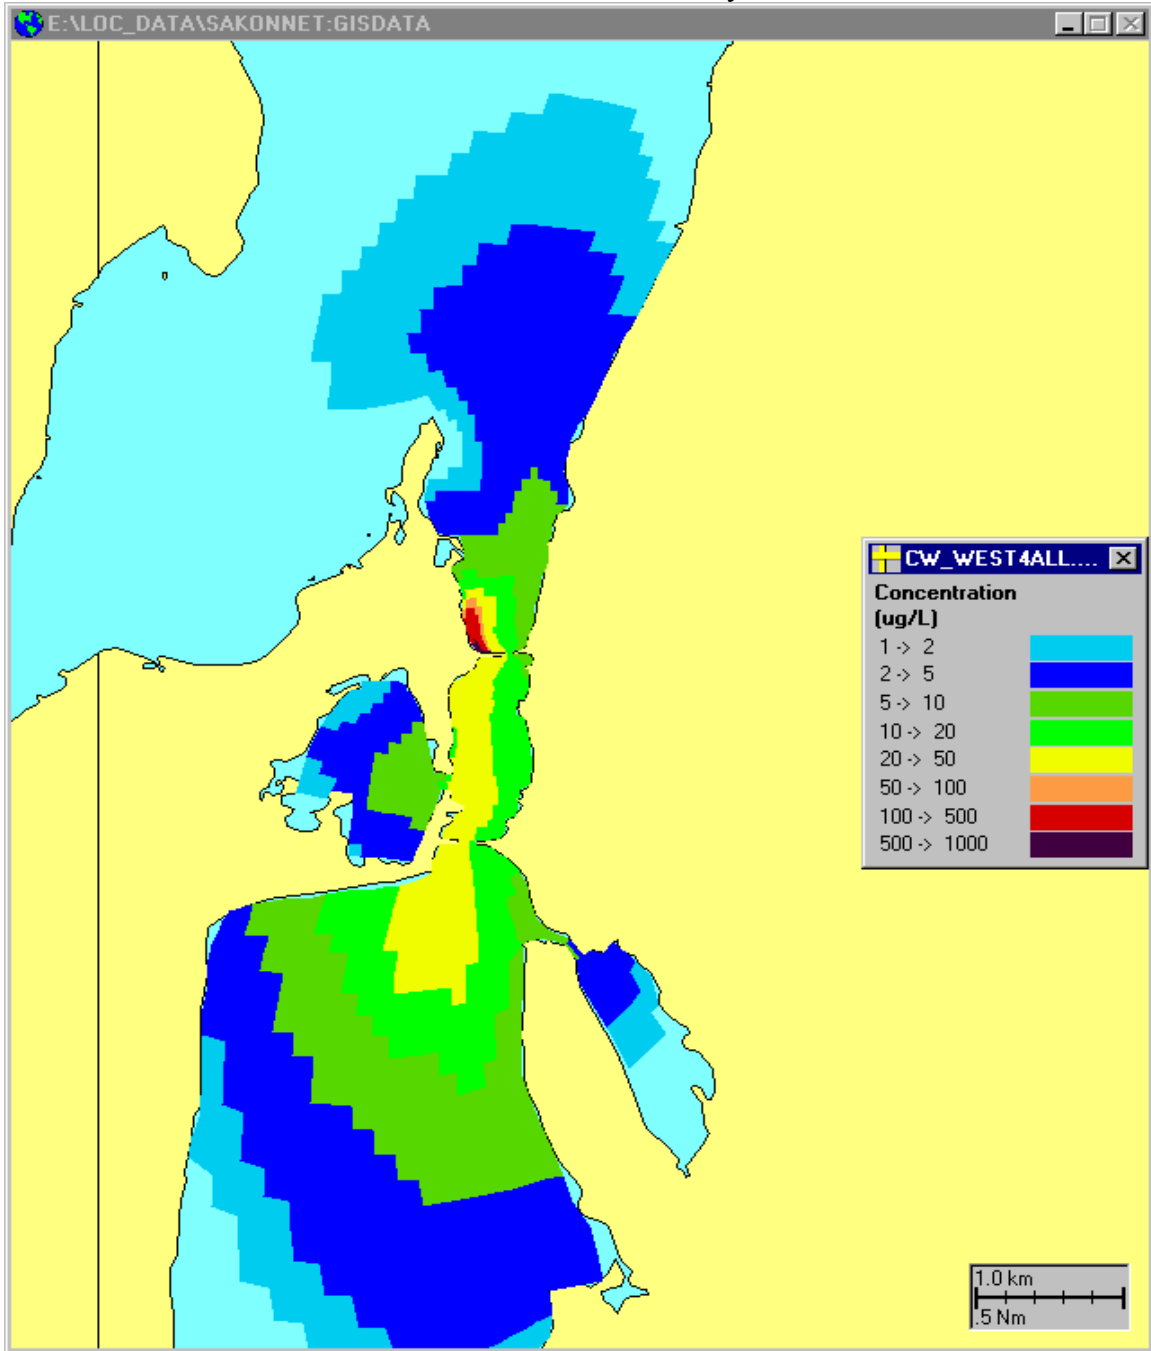 E:\LOC_DATA\SAKONNET:GISDATA
CW_WEST4ALL....
Concentration
(ug/L)
1 -> 2
2 -> 5
5 -> 10
10 -> 20
20 -> 50
50 -> 100
100 -> 500
500 -> 1000
1.0 km
.5 Nm